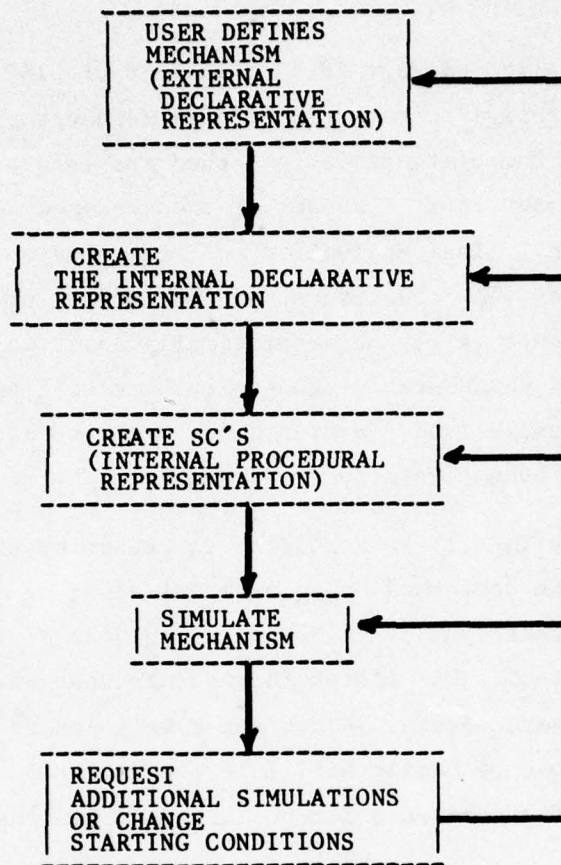 USER DEFINES
MECHANISM
(EXTERNAL
DECLARATIVE
REPRESENTATION)
CREATE
THE INTERNAL DECLARATIVE
REPRESENTATION
CREATE SC'S
(INTERNAL PROCEDURAL
REPRESENTATION)
SIMULATE
MECHANISM
REQUEST
ADDITIONAL SIMULATIONS
OR CHANGE
STARTING CONDITIONS